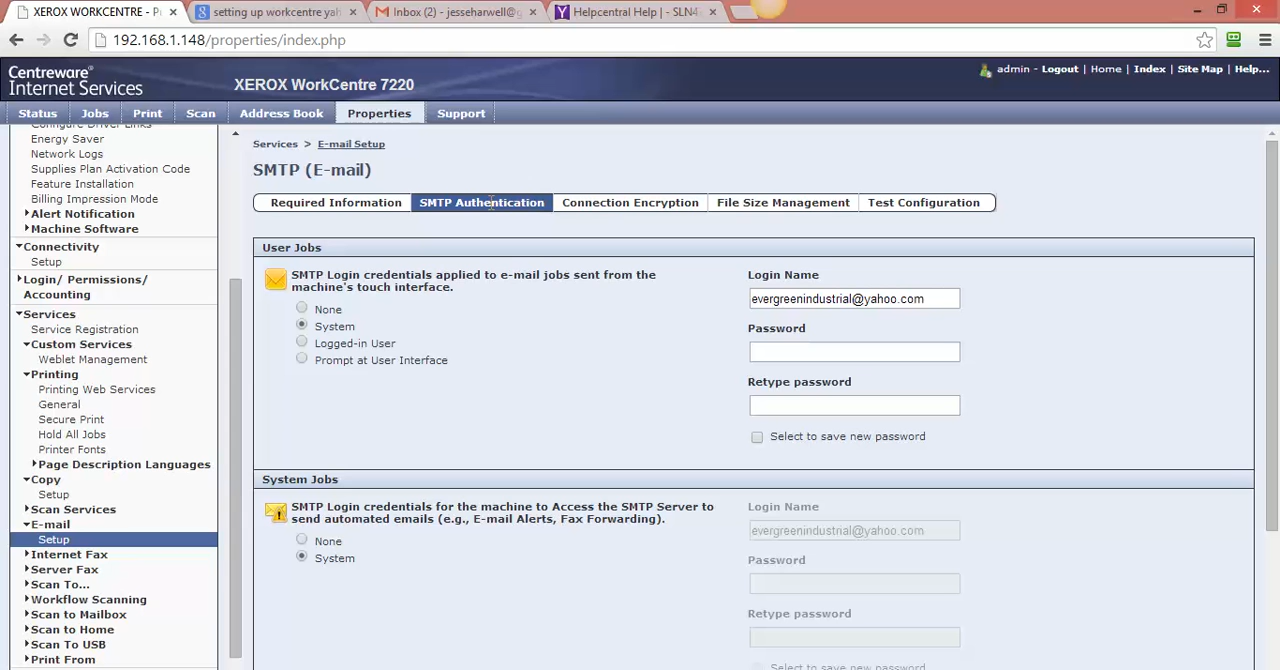 XEROX WORKCENTRE - P
setting up workcentre yah
Inbox (2) - jesseharwell@g
Helpcentral Help | - SLN4
192.168.1.148/properties/index.php
Centreware®
Internet Services
XEROX WorkCentre 7220
admin - Logout | Home | Index | Site Map | Help...
Status
Jobs
Print
Scan
Address Book
Properties
Support
Configure Driver Links
Energy Saver
Network Logs
Supplies Plan Activation Code
Feature Installation
Billing Impression Mode
Alert Notification
Machine Software
Connectivity
Setup
Login/ Permissions/
Accounting
Services
Service Registration
Custom Services
Weblet Management
Printing
Printing Web Services
General
Secure Print
Hold All Jobs
Printer Fonts
Page Description Languages
Copy
Setup
Scan Services
E-mail
Setup
Internet Fax
Server Fax
Scan To...
Workflow Scanning
Scan to Mailbox
Scan to Home
Scan To USB
Print From
Services > E-mail Setup
SMTP (E-mail)
Required Information
SMTP Authentication
Connection Encryption
File Size Management
Test Configuration
User Jobs
SMTP Login credentials applied to e-mail jobs sent from the
machine's touch interface.
None
System
Logged-in User
Prompt at User Interface
Login Name
evergreenindustrial@yahoo.com
Password
Retype password
Select to save new password
System Jobs
SMTP Login credentials for the machine to Access the SMTP Server to
send automated emails (e.g., E-mail Alerts, Fax Forwarding).
None
System
Login Name
evergreenindustrial@yahoo.com
Password
Retype password
Select to save new password